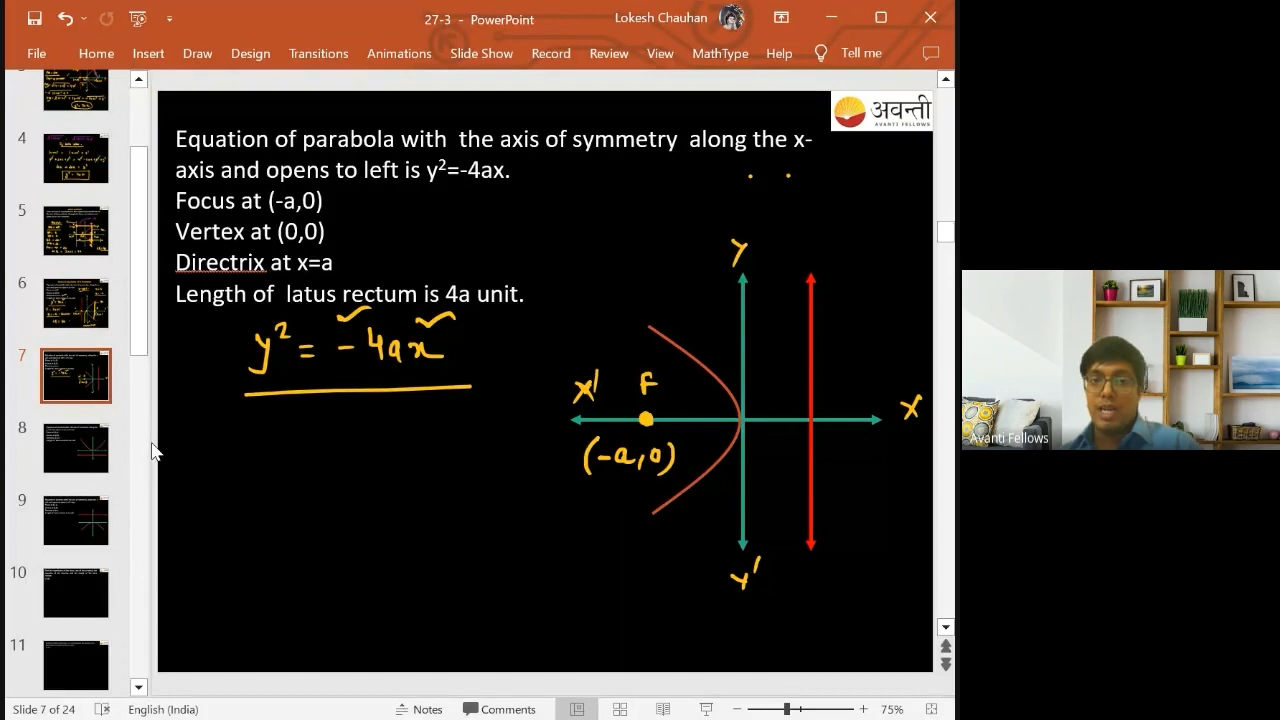 27-3 - PowerPoint
Lokesh Chauhan
File Home Insert Draw Design Transitions Animations Slide Show Record Review View MathType Help Tell me
अवन्ती
AVANTI FELLOWS
Equation of parabola with the axis of symmetry along the x-
axis and opens to left is y²=-4ax.
Focus at (-a,0)
Vertex at (0,0)
Directrix at x=a
Length of latus rectum is 4a unit.
y² = -4ax
Y
X' F X
(-a,0)
Y'
4
5
6
7
8
9
10
11
Avanti Fellows
Slide 7 of 24 English (India) Notes Comments 75%